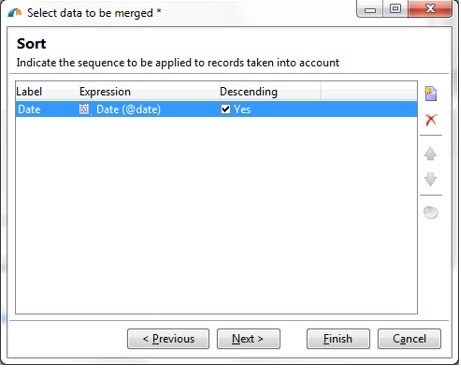 Select data to be merged *
Sort
Indicate the sequence to be applied to records taken into account
Label Expression Descending
Date Date (@date) Yes
< Previous Next > Finish Cancel